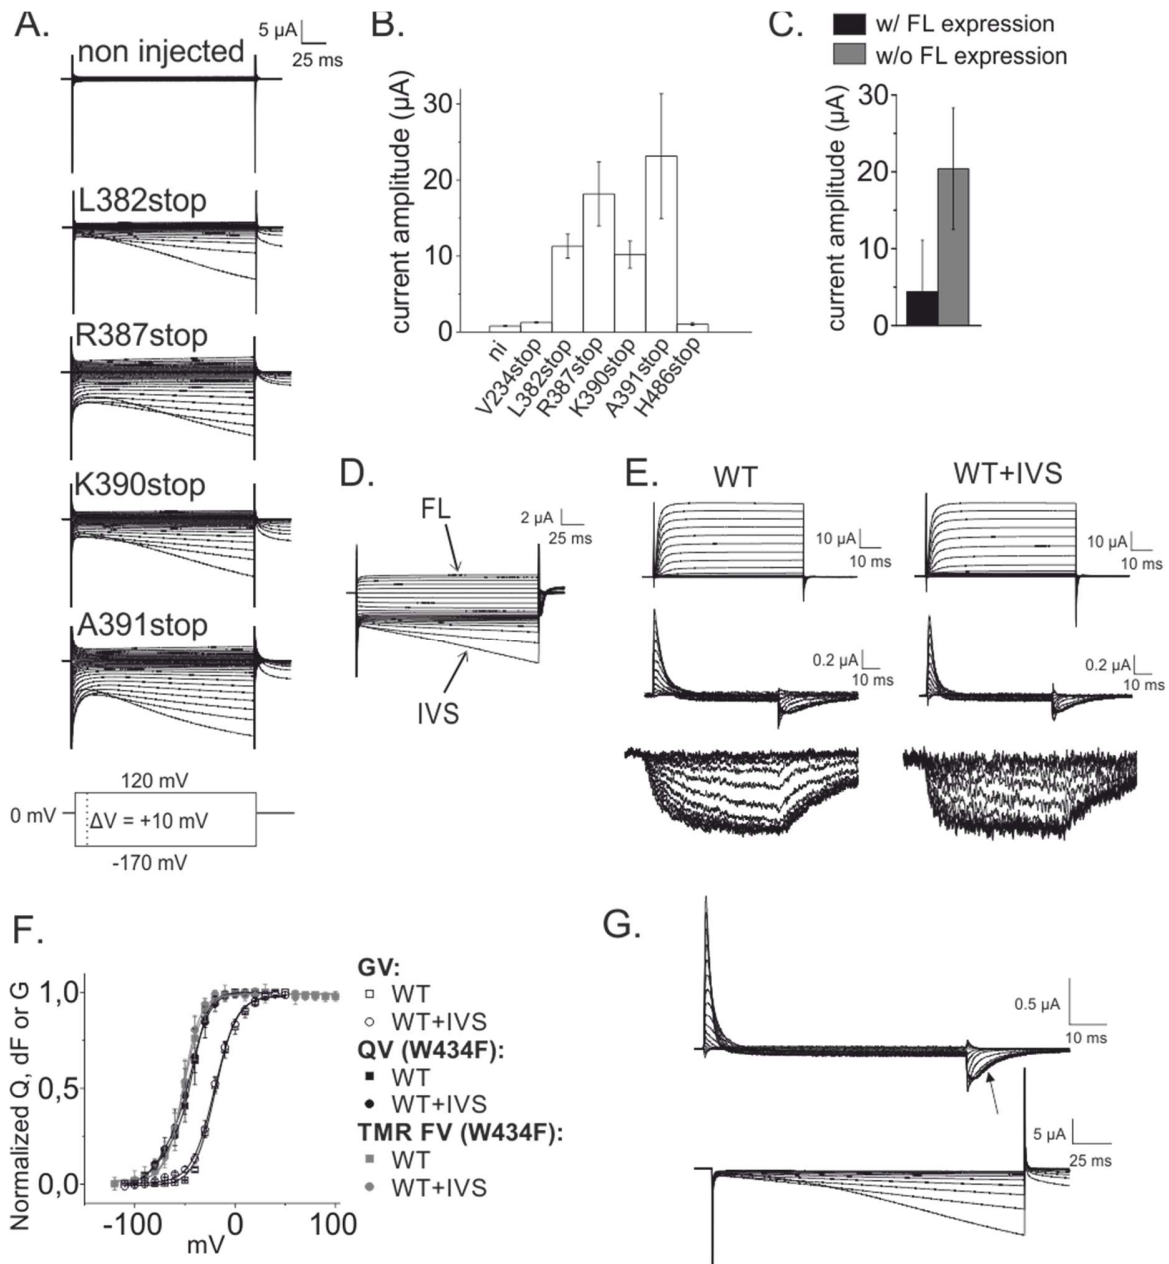 A.
non injected
5 µA
25 ms
L382stop
R387stop
K390stop
A391stop
120 mV
0 mV
ΔV = +10 mV
-170 mV
B.
current amplitude (µA)
30
20
10
0
ni
V234stop
L382stop
R387stop
K390stop
A391stop
H486stop
C.
w/ FL expression
w/o FL expression
current amplitude (µA)
30
20
10
0
D.
FL
2 µA
25 ms
IVS
E.
WT
WT+IVS
10 µA
10 ms
10 µA
10 ms
0.2 µA
10 ms
0.2 µA
10 ms
F.
Normalized Q, dF or G
1,0
0,5
0,0
-100
0
100
mV
GV:
WT
WT+IVS
QV (W434F):
WT
WT+IVS
TMR FV (W434F):
WT
WT+IVS
G.
0.5 µA
10 ms
5 µA
25 ms